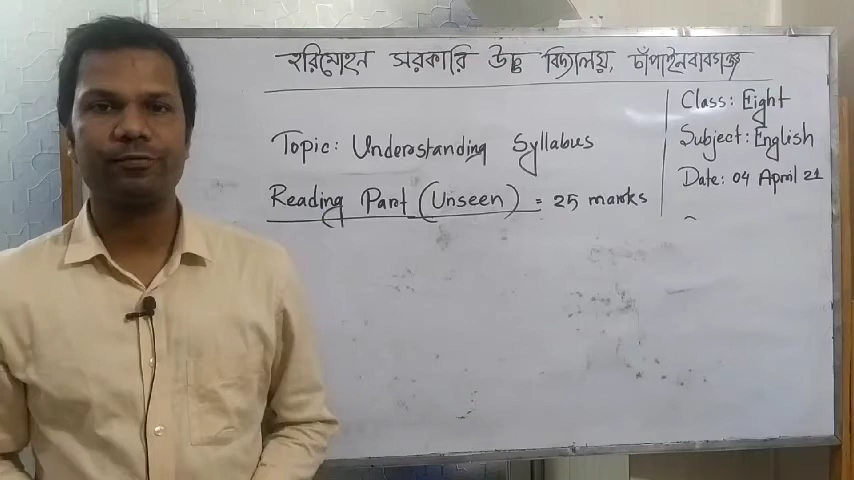 হরিমোহন সরকারি উচ্চ বিদ্যালয়, চাঁপাইনবাবগঞ্জ
Class: Eight
Subject: English
Date: 04 April 21
Topic: Understanding Syllabus
Reading Part (Unseen) = 25 marks